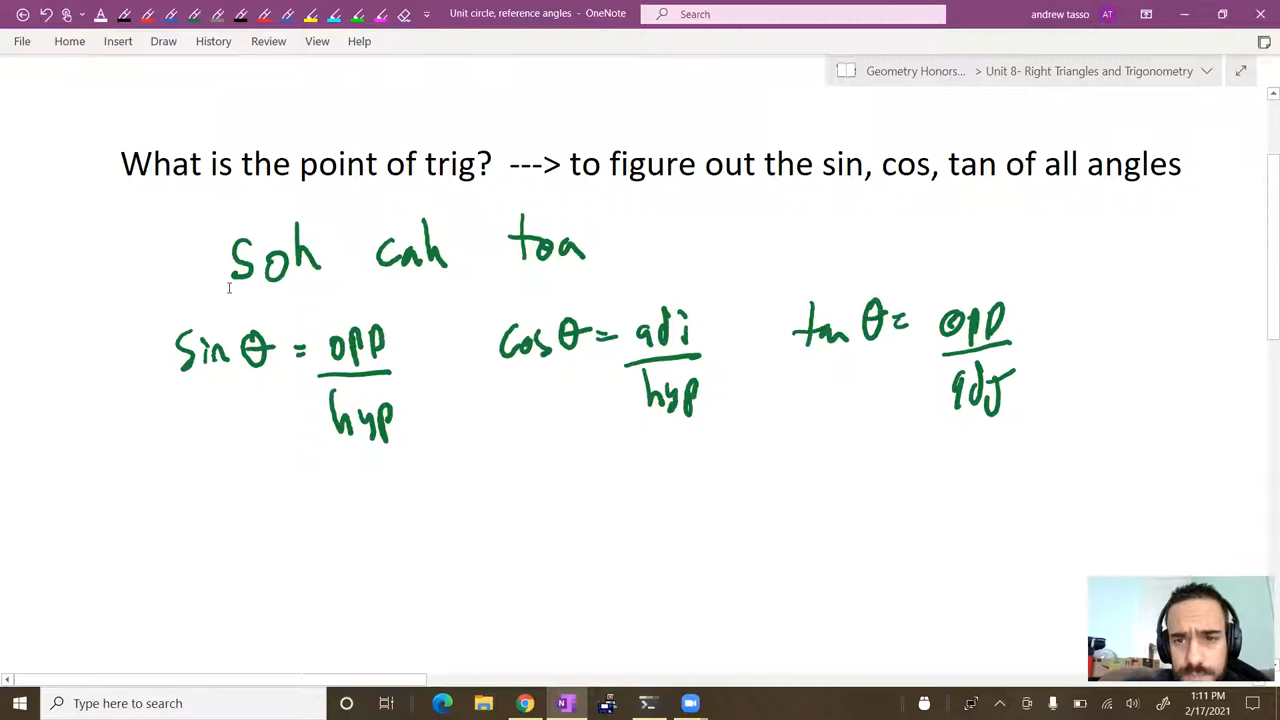 Unit circle, reference angles - OneNote
Search
andrew tasso
AT
File Home Insert Draw History Review View Help
Geometry Honors... > Unit 8- Right Triangles and Trigonometry
What is the point of trig? ---> to figure out the sin, cos, tan of all angles
soh cah toa
sin θ = opp/hyp cos θ = adj/hyp tan θ = opp/adj
Type here to search
1:11 PM
2/17/2021